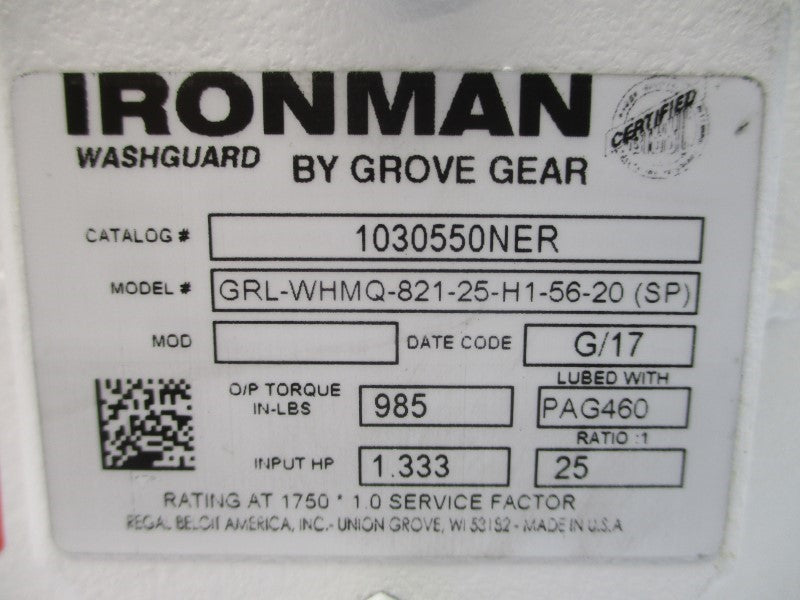 IRONMAN
CERTIFIED
WASHGUARD BY GROVE GEAR
CATALOG # 1030550NER
MODEL # GRL-WHMQ-821-25-H1-56-20 (SP)
MOD DATE CODE G/17
O/P TORQUE IN-LBS 985 LUBED WITH PAG460
INPUT HP 1.333 RATIO :1 25
RATING AT 1750 * 1.0 SERVICE FACTOR
REGAL BELOIT AMERICA, INC. - UNION GROVE, WI 53182 - MADE IN U.S.A